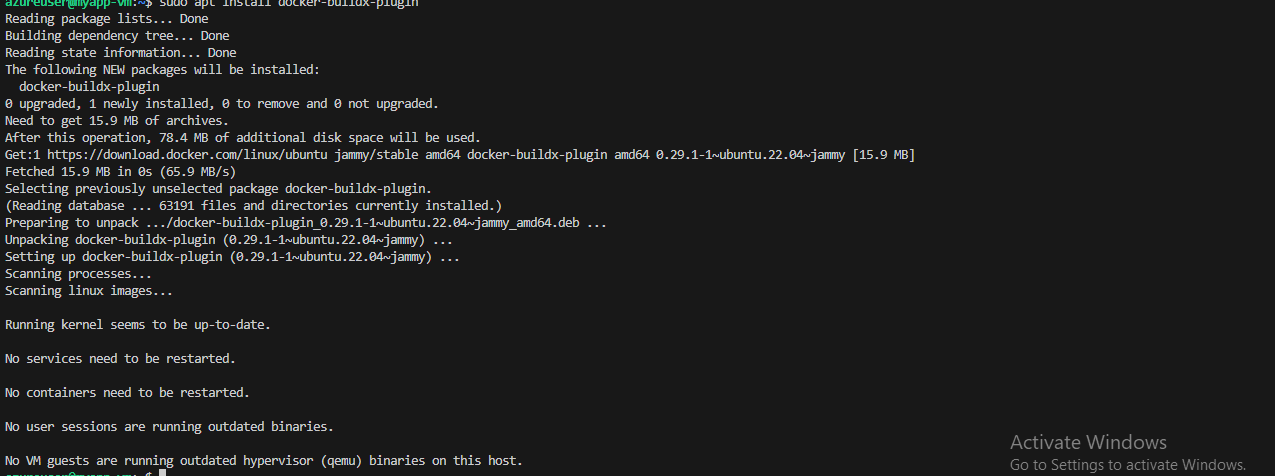 azureuser@myapp-vm:~$ sudo apt install docker-buildx-plugin
Reading package lists... Done
Building dependency tree... Done
Reading state information... Done
The following NEW packages will be installed:
  docker-buildx-plugin
0 upgraded, 1 newly installed, 0 to remove and 0 not upgraded.
Need to get 15.9 MB of archives.
After this operation, 78.4 MB of additional disk space will be used.
Get:1 https://download.docker.com/linux/ubuntu jammy/stable amd64 docker-buildx-plugin amd64 0.29.1-1~ubuntu.22.04~jammy [15.9 MB]
Fetched 15.9 MB in 0s (65.9 MB/s)
Selecting previously unselected package docker-buildx-plugin.
(Reading database ... 63191 files and directories currently installed.)
Preparing to unpack .../docker-buildx-plugin_0.29.1-1~ubuntu.22.04~jammy_amd64.deb ...
Unpacking docker-buildx-plugin (0.29.1-1~ubuntu.22.04~jammy) ...
Setting up docker-buildx-plugin (0.29.1-1~ubuntu.22.04~jammy) ...
Scanning processes...
Scanning linux images...
Running kernel seems to be up-to-date.
No services need to be restarted.
No containers need to be restarted.
No user sessions are running outdated binaries.
No VM guests are running outdated hypervisor (qemu) binaries on this host.
azureuser@myapp-vm:~$
Activate Windows
Go to Settings to activate Windows.